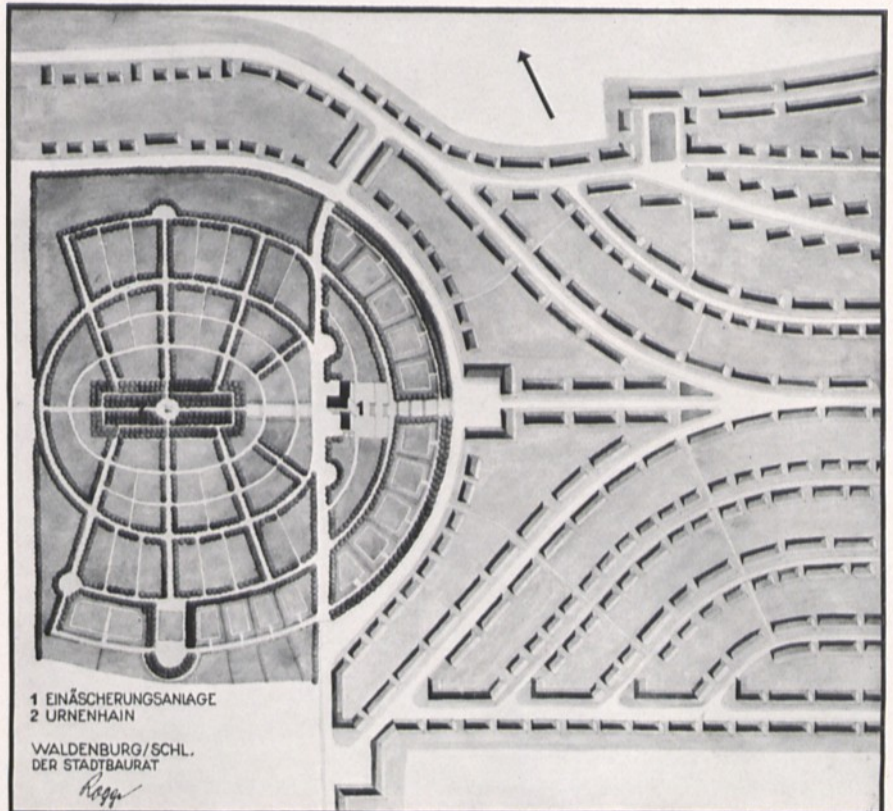 1
1 EINÄSCHERUNGSANLAGE
2 URNENHAIN
WALDENBURG/SCHL.
DER STADTBAURAT